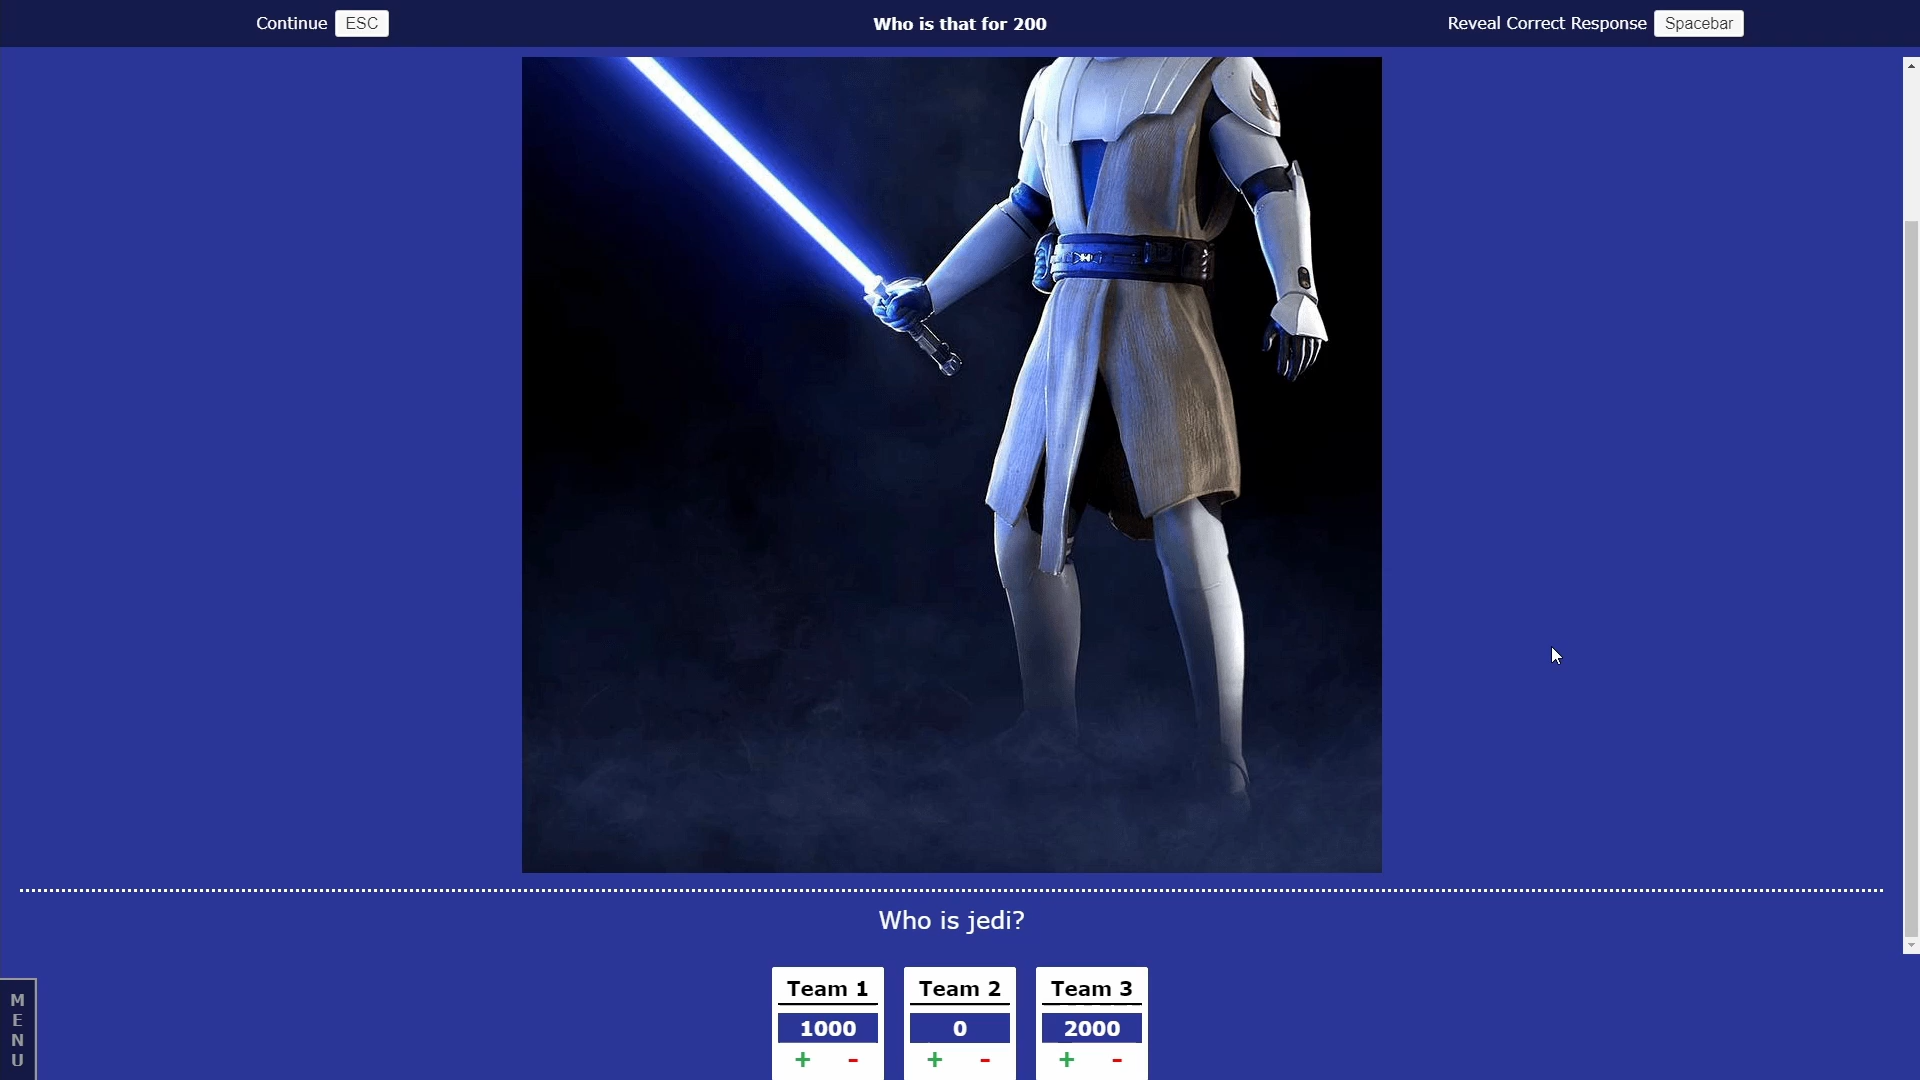 Continue ESC
Who is that for 200
Reveal Correct Response Spacebar
Who is jedi?
Team 1 Team 2 Team 3
1000 0 2000
+ - + - + -
MENU